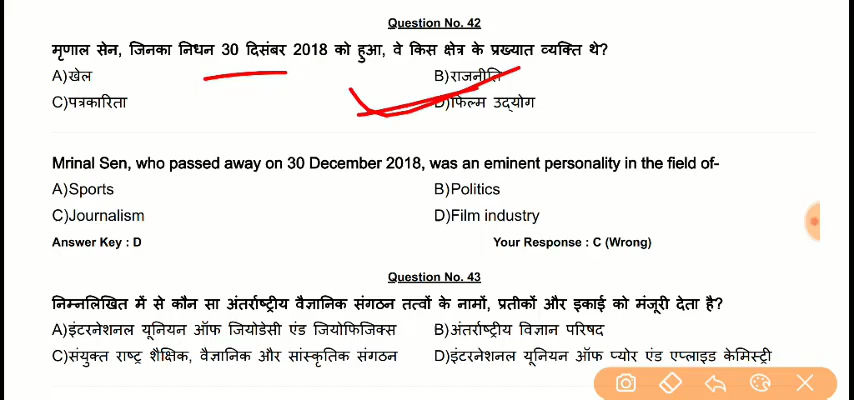 Question No. 42
मृणाल सेन, जिनका निधन 30 दिसंबर 2018 को हुआ, वे किस क्षेत्र के प्रख्यात व्यक्ति थे?
A)खेल B)राजनीति
C)पत्रकारिता D)फिल्म उद्योग
Mrinal Sen, who passed away on 30 December 2018, was an eminent personality in the field of-
A)Sports B)Politics
C)Journalism D)Film industry
Answer Key : D Your Response : C (Wrong)
Question No. 43
निम्नलिखित में से कौन सा अंतर्राष्ट्रीय वैज्ञानिक संगठन तत्वों के नामों, प्रतीकों और इकाई को मंजूरी देता है?
A)इंटरनेशनल यूनियन ऑफ जियोडेसी एंड जियोफिजिक्स B)अंतर्राष्ट्रीय विज्ञान परिषद
C)संयुक्त राष्ट्र शैक्षिक, वैज्ञानिक और सांस्कृतिक संगठन D)इंटरनेशनल यूनियन ऑफ प्योर एंड एप्लाइड केमिस्ट्री